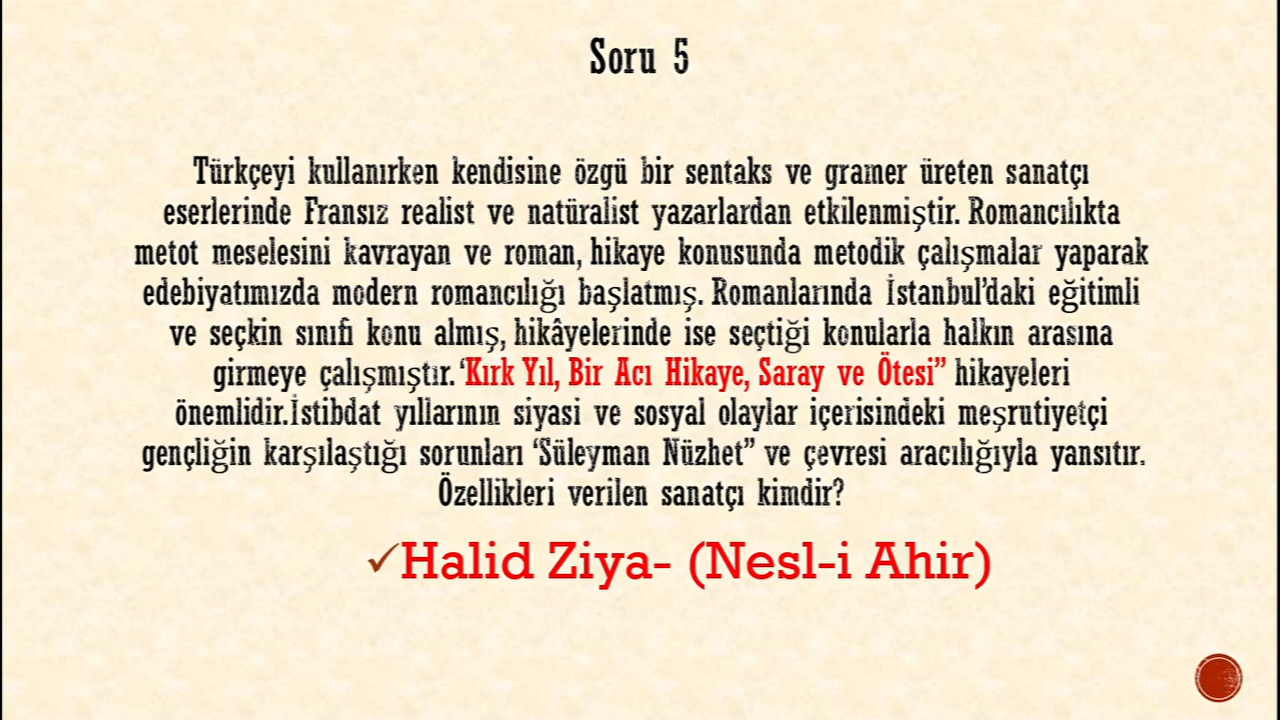 Soru 5
Türkçeyi kullanırken kendisine özgü bir sentaks ve gramer üreten sanatçı
eserlerinde Fransız realist ve natüralist yazarlardan etkilenmiştir. Romancılıkta
metot meselesini kavrayan ve roman, hikaye konusunda metodik çalışmalar yaparak
edebiyatımızda modern romancılığı başlatmış. Romanlarında İstanbul'daki eğitimli
ve seçkin sınıfı konu almış, hikâyelerinde ise seçtiği konularla halkın arasına
girmeye çalışmıştır. ‘Kırk Yıl, Bir Acı Hikaye, Saray ve Ötesi” hikayeleri
önemlidir.İstibdat yıllarının siyasi ve sosyal olaylar içerisindeki meşrutiyetçi
gençliğin karşılaştığı sorunları ‘Süleyman Nüzhet” ve çevresi aracılığıyla yansıtır.
Özellikleri verilen sanatçı kimdir?
✓Halid Ziya- (Nesl-i Ahir)